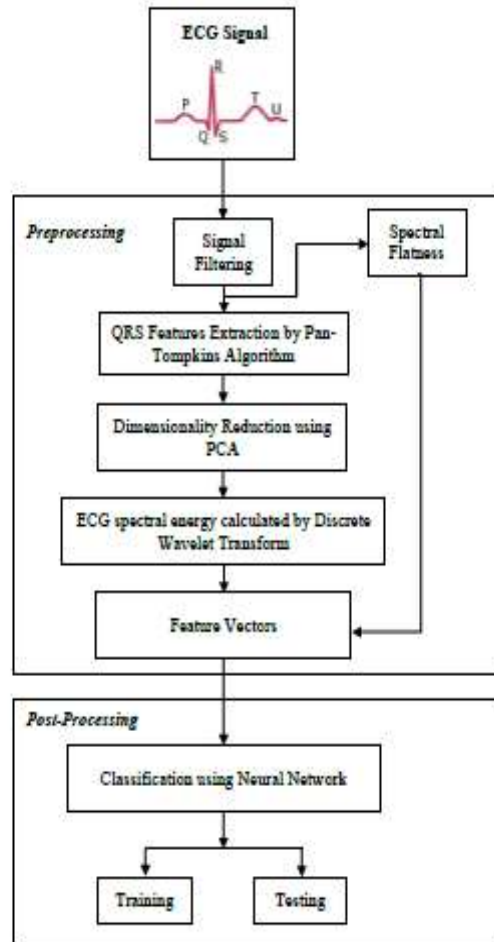 ECG Signal
R
P
T
U
Q
S
Preprocessing
Signal
Filtering
Spectral
Flatness
QRS Features Extraction by Pan-
Tompkins Algorithm
Dimensionality Reduction using
PCA
ECG spectral energy calculated by Discrete
Wavelet Transform
Feature Vectors
Post-Processing
Classification using Neural Network
Training
Testing